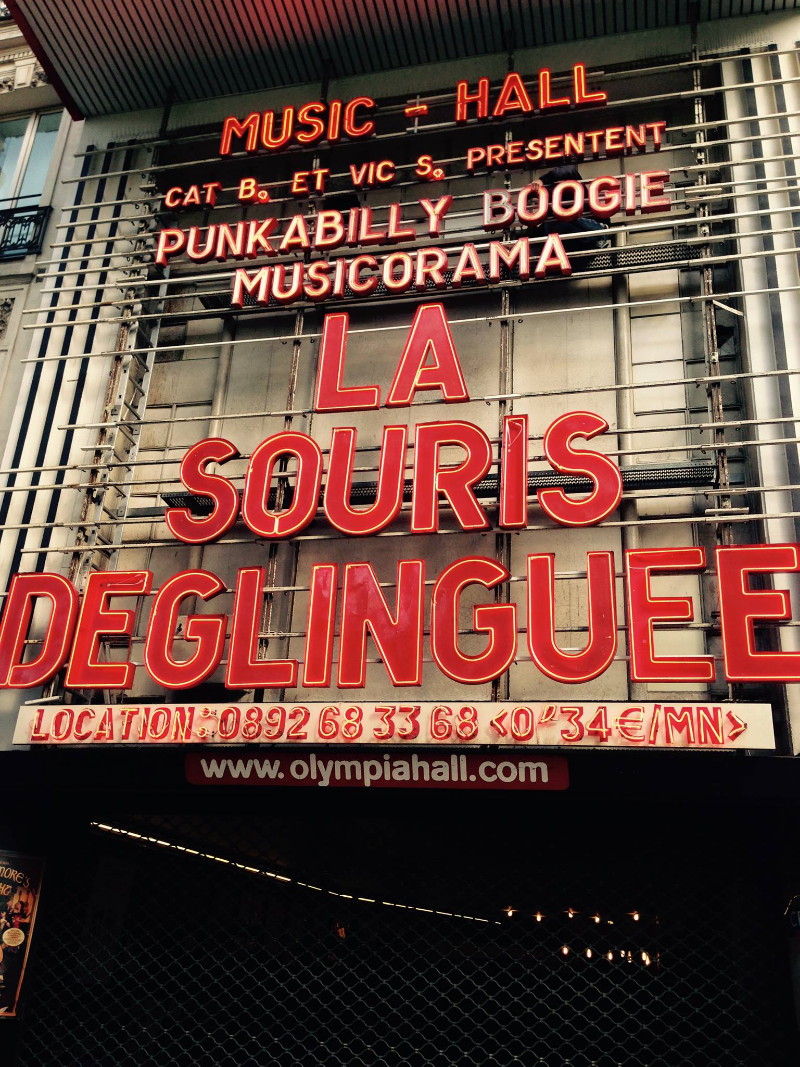 MUSIC - HALL
CAT B. ET VIC S. PRESENTENT
PUNKABILLY BOOGIE
MUSICORAMA
LA
SOURIS
DEGLINGUEE
LOCATION:0892 68 33 68 <0'34€/MN>
www.olympiahall.com